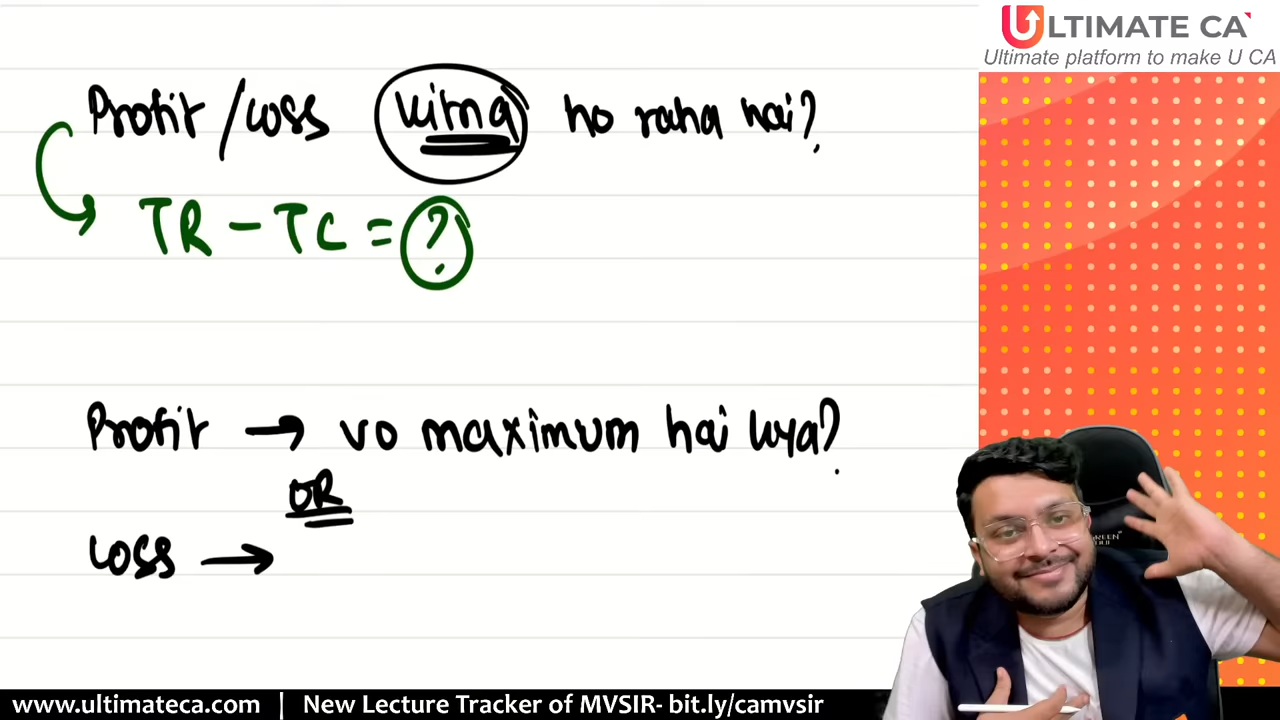 ULTIMATE CA
Ultimate platform to make U CA
Profit / Loss kitna ho raha hai?
TR - TC = ?
Profit → vo maximum hai kya?
OR
Loss →
www.ultimateca.com | New Lecture Tracker of MVSIR- bit.ly/camvsir